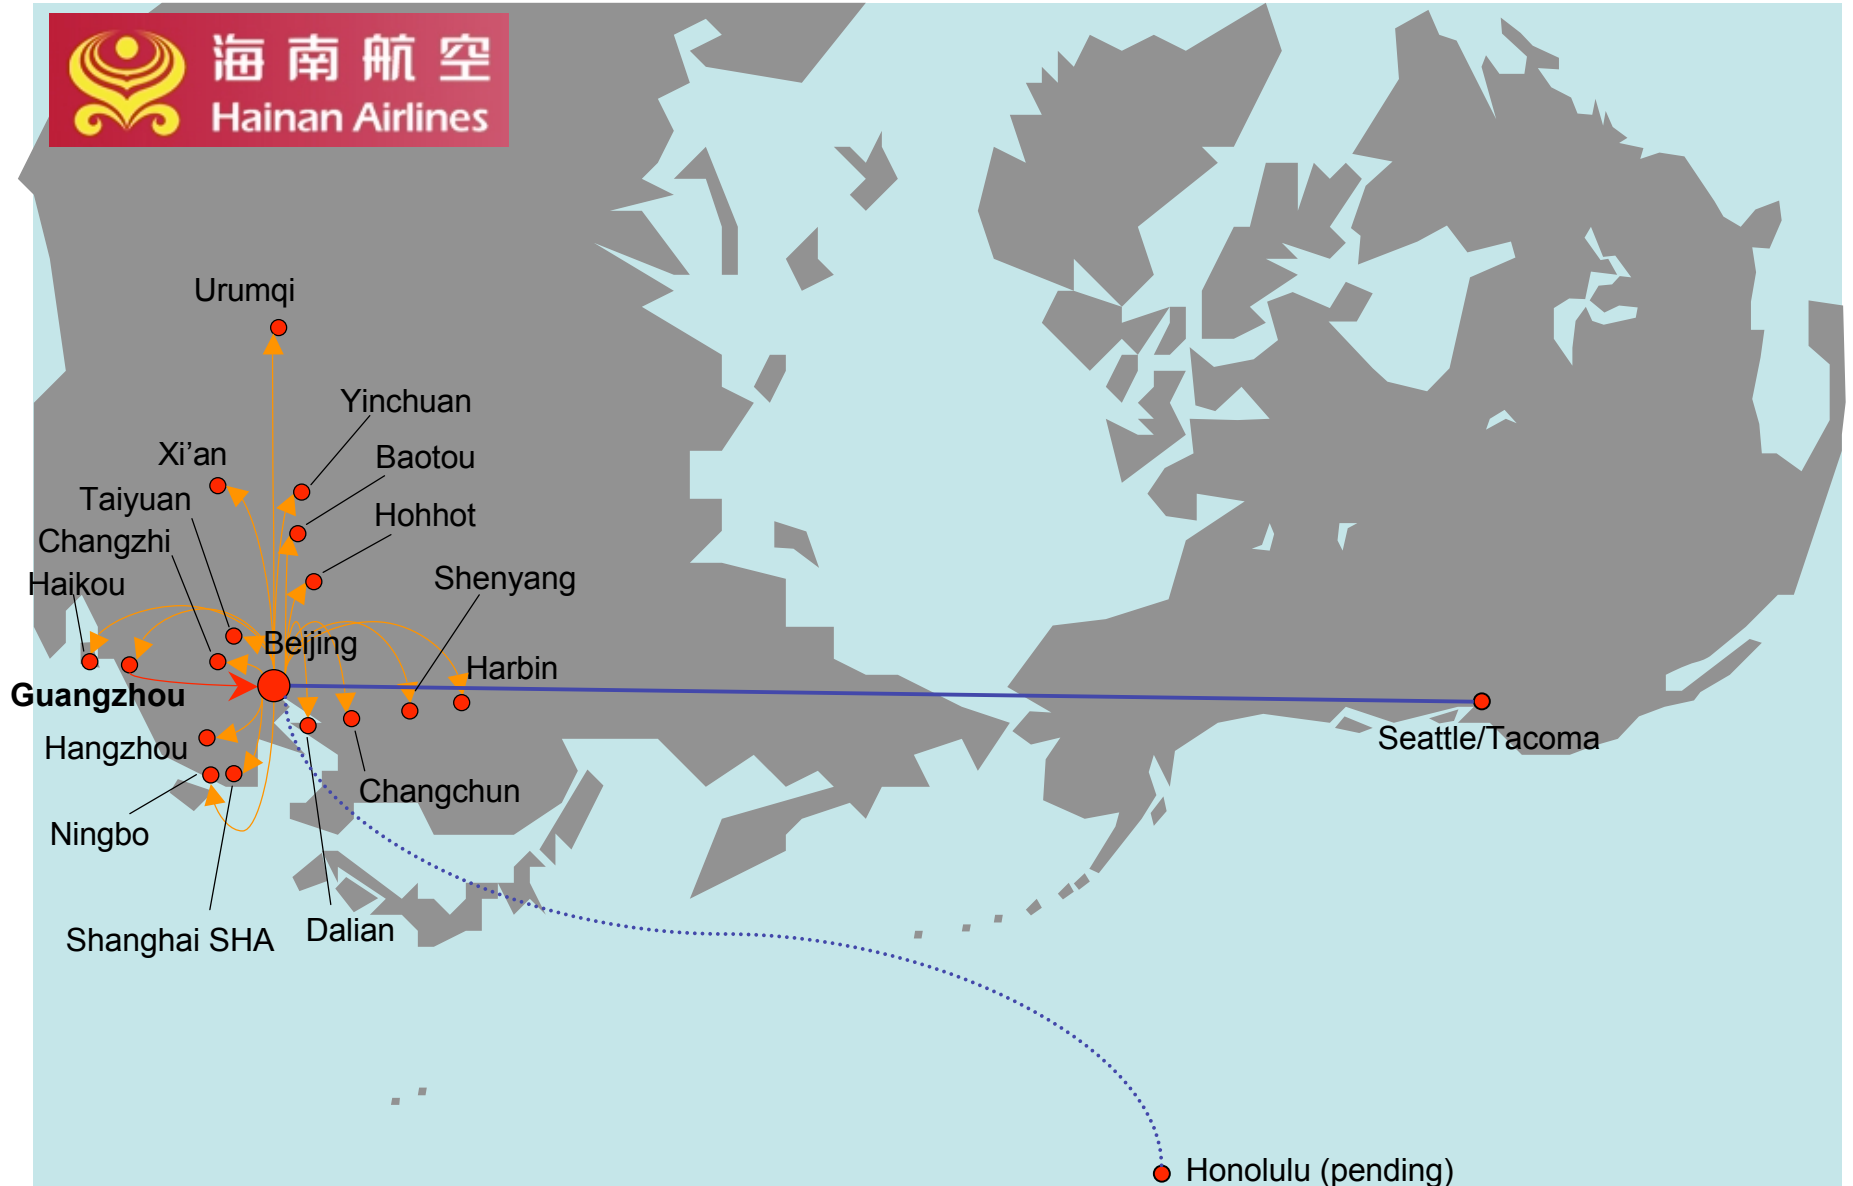 海南航空
Hainan Airlines
Urumqi
Yinchuan
Xi’an
Baotou
Taiyuan
Hohhot
Changzhi
Haikou
Shenyang
Beijing
Harbin
Guangzhou
Seattle/Tacoma
Hangzhou
Changchun
Ningbo
Dalian
Shanghai SHA
Honolulu (pending)